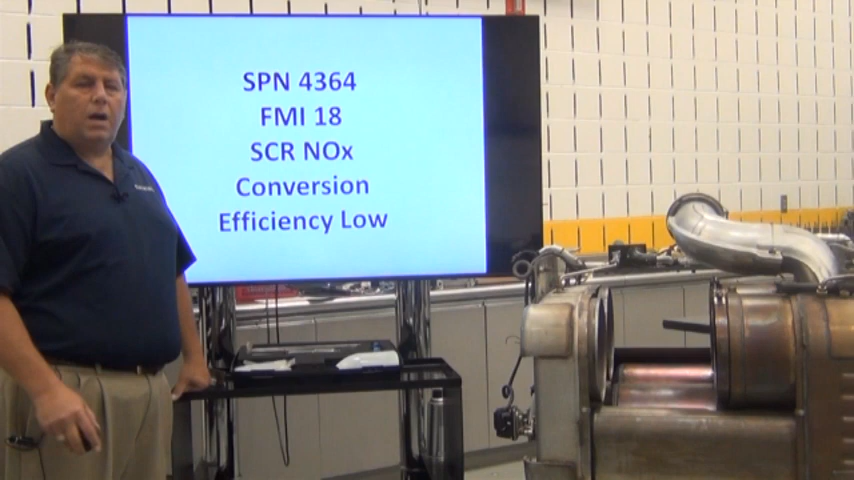 SPN 4364
FMI 18
SCR NOx
Conversion
Efficiency Low